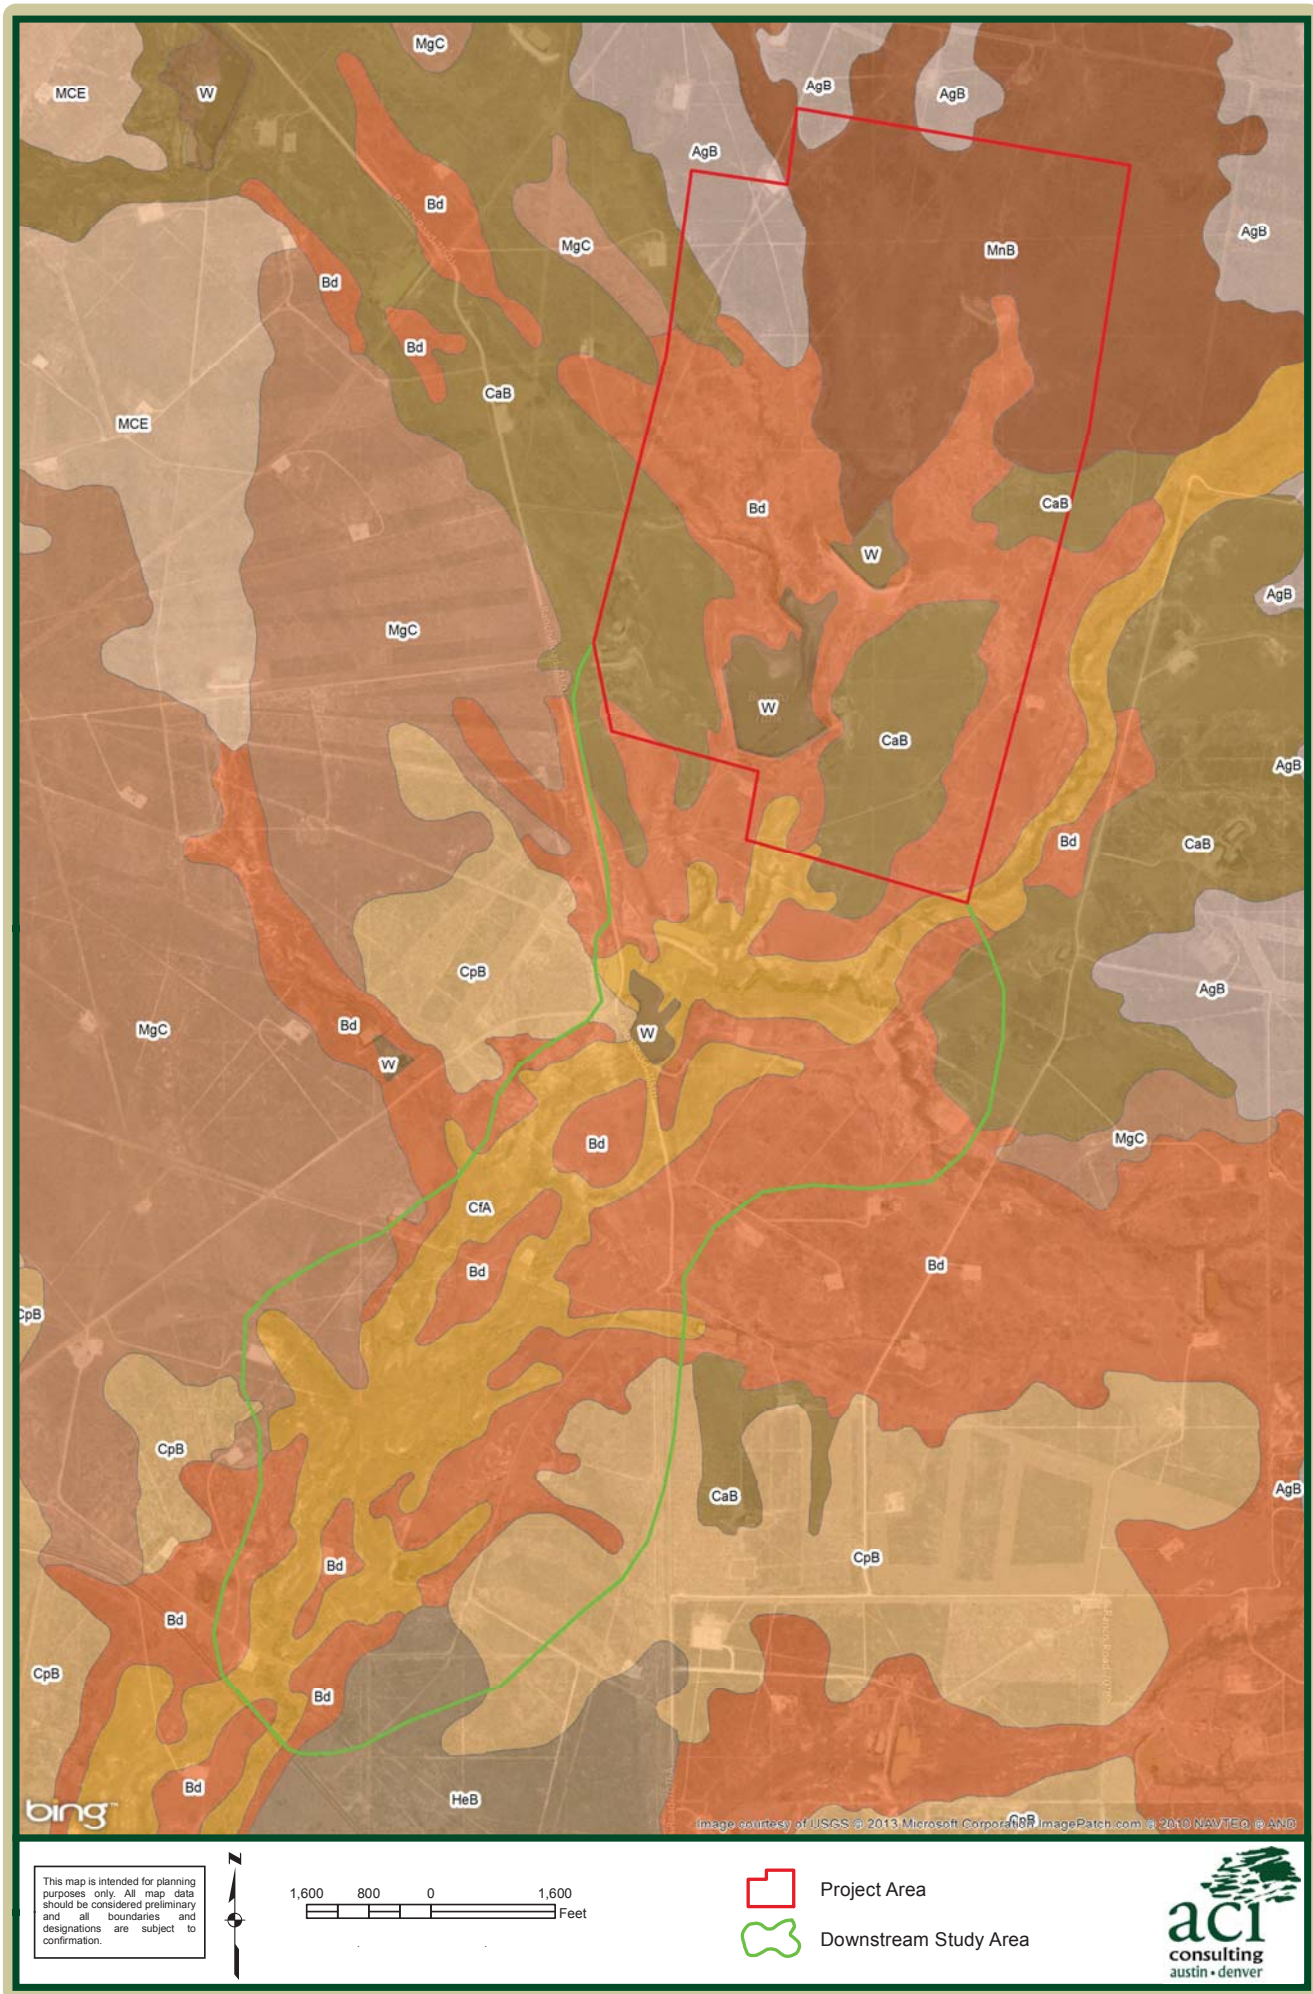 MgC
MCE
W
AgB
AgB
AgB
Bd
AgB
MgC
MnB
Bd
Bd
CaB
MCE
CaB
Bd
W
AgB
MgC
W
CaB
AgB
Bd
CaB
CpB
AgB
MgC
Bd
W
W
MgC
Bd
CfA
Bd
Bd
CpB
CpB
CaB
AgB
CpB
Bd
Bd
CpB
Bd
Bd
HeB
CpB
bing™
Image courtesy of USGS © 2013 Microsoft Corporation ImagePatch.com © 2010 NAVTEQ © AND
This map is intended for planning
purposes only. All map data
should be considered preliminary
and all boundaries and
designations are subject to
confirmation.
N
1,600 800 0 1,600
Feet
Project Area
Downstream Study Area
aci
consulting
austin • denver